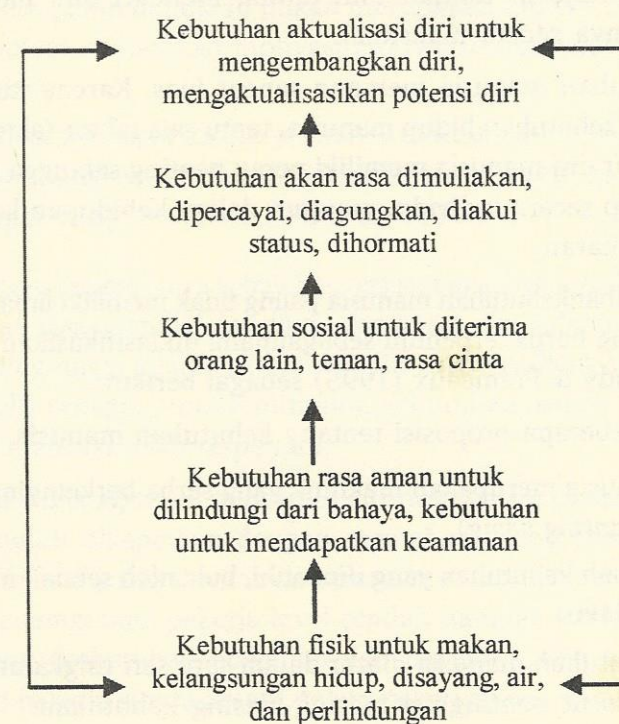 Kebutuhan aktualisasi diri untuk
mengembangkan diri,
mengaktualisasikan potensi diri
Kebutuhan akan rasa dimuliakan,
dipercayai, diagungkan, diakui
status, dihormati
Kebutuhan sosial untuk diterima
orang lain, teman, rasa cinta
Kebutuhan rasa aman untuk
dilindungi dari bahaya, kebutuhan
untuk mendapatkan keamanan
Kebutuhan fisik untuk makan,
kelangsungan hidup, disayang, air,
dan perlindungan